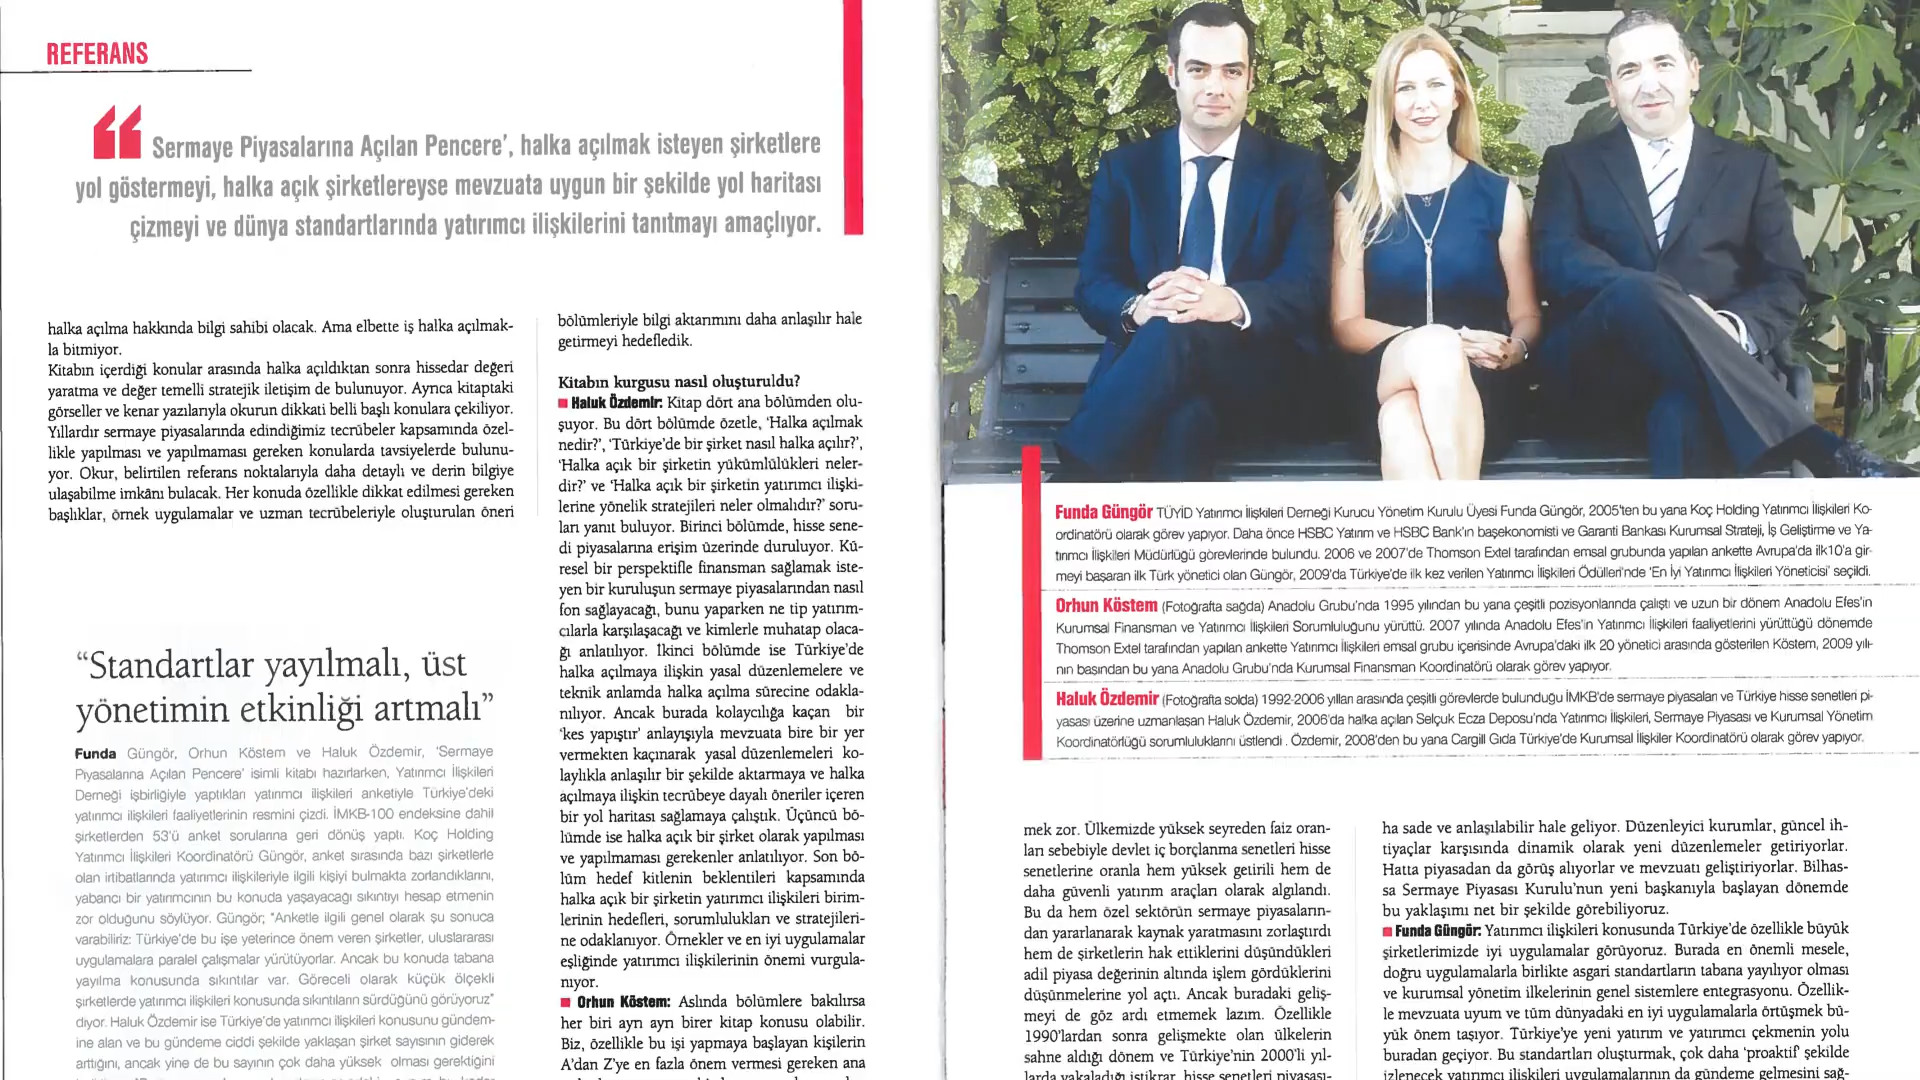 REFERANS
“ Sermaye Piyasalarına Açılan Pencere’, halka açılmak isteyen şirketlere
yol göstermeyi, halka açık şirketlereyse mevzuata uygun bir şekilde yol haritası
çizmeyi ve dünya standartlarında yatırımcı ilişkilerini tanıtmayı amaçlıyor.
halka açılma hakkında bilgi sahibi olacak. Ama elbette iş halka açılmak-
la bitmiyor.
Kitabın içerdiği konular arasında halka açıldıktan sonra hissedar değeri
yaratma ve değer temelli stratejik iletişim de bulunuyor. Ayrıca kitaptaki
görseller ve kenar yazılarıyla okurun dikkati belli başlı konulara çekiliyor.
Yıllardır sermaye piyasalarında edindiğimiz tecrübeler kapsamında özel-
likle yapılması ve yapılmaması gereken konularda tavsiyelerde bulunu-
yor. Okur, belirtilen referans noktalarıyla daha detaylı ve derin bilgiye
ulaşabilme imkânı bulacak. Her konuda özellikle dikkat edilmesi gereken
başlıklar, örnek uygulamalar ve uzman tecrübeleriyle oluşturulan öneri
“Standartlar yayılmalı, üst
yönetimin etkinliği artmalı”
Funda Güngör, Orhun Köstem ve Haluk Özdemir, ‘Sermaye
Piyasalarına Açılan Pencere’ isimli kitabı hazırlarken, Yatırımcı İlişkileri
Derneği işbirliğiyle yaptıkları yatırımcı ilişkileri anketiyle Türkiye’deki
yatırımcı ilişkileri faaliyetlerinin resmini çizdi. İMKB-100 endeksine dahil
şirketlerden 53’ü anket sorularına geri dönüş yaptı. Koç Holding
Yatırımcı İlişkileri Koordinatörü Güngör, anket sırasında bazı şirketlerle
olan irtibatlarında yatırımcı ilişkileriyle ilgili kişiyi bulmakta zorlandıklarını,
yabancı bir yatırımcının bu konuda yaşayacağı sıkıntıyı hesap etmenin
zor olduğunu söylüyor. Güngör; “Anketle ilgili genel olarak şu sonuca
varabiliriz: Türkiye’de bu işe yeterince önem veren şirketler, uluslararası
uygulamalara paralel çalışmalar yürütüyorlar. Ancak bu konuda tabana
yayılma konusunda sıkıntılar var. Göreceli olarak küçük ölçekli
şirketlerde yatırımcı ilişkileri konusunda sıkıntıların sürdüğünü görüyoruz”
diyor. Haluk Özdemir ise Türkiye’de yatırımcı ilişkileri konusunu gündem-
ine alan ve bu gündeme ciddi şekilde yaklaşan şirket sayısının giderek
arttığını, ancak yine de bu sayının çok daha yüksek olması gerektiğini
bölümleriyle bilgi aktarımını daha anlaşılır hale
getirmeyi hedefledik.
Kitabın kurgusu nasıl oluşturuldu?
Haluk Özdemir: Kitap dört ana bölümden olu-
şuyor. Bu dört bölümde özetle, ‘Halka açılmak
nedir?’, ‘Türkiye’de bir şirket nasıl halka açılır?’,
‘Halka açık bir şirketin yükümlülükleri neler-
dir?’ ve ‘Halka açık bir şirketin yatırımcı ilişki-
lerine yönelik stratejileri neler olmalıdır?’ soru-
ları yanıt buluyor. Birinci bölümde, hisse sene-
di piyasalarına erişim üzerinde duruluyor. Kü-
resel bir perspektifle finansman sağlamak iste-
yen bir kuruluşun sermaye piyasalarından nasıl
fon sağlayacağı, bunu yaparken ne tip yatırım-
cılarla karşılaşacağı ve kimlerle muhatap olaca-
ğı anlatılıyor. İkinci bölümde ise Türkiye’de
halka açılmaya ilişkin yasal düzenlemelere ve
teknik anlamda halka açılma sürecine odakla-
nılıyor. Ancak burada kolaycılığa kaçan bir
‘kes yapıştır’ anlayışıyla mevzuata bire bir yer
vermekten kaçınarak yasal düzenlemeleri ko-
laylıkla anlaşılır bir şekilde aktarmaya ve halka
açılmaya ilişkin tecrübeye dayalı öneriler içeren
bir yol haritası sağlamaya çalıştık. Üçüncü bö-
lümde ise halka açık bir şirket olarak yapılması
ve yapılmaması gerekenler anlatılıyor. Son bö-
lüm hedef kitlenin beklentileri kapsamında
halka açık bir şirketin yatırımcı ilişkileri birim-
lerinin hedefleri, sorumlulukları ve stratejileri-
ne odaklanıyor. Örnekler ve en iyi uygulamalar
eşliğinde yatırımcı ilişkilerinin önemi vurgula-
nıyor.
Orhun Köstem: Aslında bölümlere bakılırsa
her biri ayrı ayrı birer kitap konusu olabilir.
Biz, özellikle bu işi yapmaya başlayan kişilerin
A’dan Z’ye en fazla önem vermesi gereken ana
Funda Güngör TÜYİD Yatırımcı İlişkileri Derneği Kurucu Yönetim Kurulu Üyesi Funda Güngör, 2005’ten bu yana Koç Holding Yatırımcı İlişkileri Ko-
ordinatörü olarak görev yapıyor. Daha önce HSBC Yatırım ve HSBC Bank’ın başekonomisti ve Garanti Bankası Kurumsal Strateji, İş Geliştirme ve Ya-
tırımcı İlişkileri Müdürlüğü görevlerinde bulundu. 2006 ve 2007’de Thomson Extel tarafından emsal grubunda yapılan ankette Avrupa’da ilk10’a gir-
meyi başaran ilk Türk yönetici olan Güngör, 2009’da Türkiye’de ilk kez verilen Yatırımcı İlişkileri Ödülleri’nde ‘En İyi Yatırımcı İlişkileri Yöneticisi’ seçildi.
Orhun Köstem (Fotoğrafta sağda) Anadolu Grubu’nda 1995 yılından bu yana çeşitli pozisyonlarında çalıştı ve uzun bir dönem Anadolu Efes’in
Kurumsal Finansman ve Yatırımcı İlişkileri Sorumluluğunu yürüttü. 2007 yılında Anadolu Efes’in Yatırımcı İlişkileri faaliyetlerini yürüttüğü dönemde
Thomson Extel tarafından yapılan ankette Yatırımcı İlişkileri emsal grubu içerisinde Avrupa’daki ilk 20 yönetici arasında gösterilen Köstem, 2009 yılı-
nın başından bu yana Anadolu Grubu’nda Kurumsal Finansman Koordinatörü olarak görev yapıyor.
Haluk Özdemir (Fotoğrafta solda) 1992-2006 yılları arasında çeşitli görevlerde bulunduğu İMKB’de sermaye piyasaları ve Türkiye hisse senetleri pi-
yasası üzerine uzmanlaşan Haluk Özdemir, 2006’da halka açılan Selçuk Ecza Deposu’nda Yatırımcı İlişkileri, Sermaye Piyasası ve Kurumsal Yönetim
Koordinatörlüğü sorumluluklarını üstlendi . Özdemir, 2008’den bu yana Cargill Gıda Türkiye’de Kurumsal İlişkiler Koordinatörü olarak görev yapıyor.
mek zor. Ülkemizde yüksek seyreden faiz oran-
ları sebebiyle devlet iç borçlanma senetleri hisse
senetlerine oranla hem yüksek getirili hem de
daha güvenli yatırım araçları olarak algılandı.
Bu da hem özel sektörün sermaye piyasaların-
dan yararlanarak kaynak yaratmasını zorlaştırdı
hem de şirketlerin hak ettiklerini düşündükleri
adil piyasa değerinin altında işlem gördüklerini
düşünmelerine yol açtı. Ancak buradaki geliş-
meyi de göz ardı etmemek lazım. Özellikle
1990’lardan sonra gelişmekte olan ülkelerin
sahne aldığı dönem ve Türkiye’nin 2000’li yıl-
larda yakaladığı istikrar, hisse senetleri piyasası-
ha sade ve anlaşılabilir hale geliyor. Düzenleyici kurumlar, güncel ih-
tiyaçlar karşısında dinamik olarak yeni düzenlemeler getiriyorlar.
Hatta piyasadan da görüş alıyorlar ve mevzuatı geliştiriyorlar. Bilhas-
sa Sermaye Piyasası Kurulu’nun yeni başkanıyla başlayan dönemde
bu yaklaşımı net bir şekilde görebiliyoruz.
Funda Güngör: Yatırımcı ilişkileri konusunda Türkiye’de özellikle büyük
şirketlerimizde iyi uygulamalar görüyoruz. Burada en önemli mesele,
doğru uygulamalarla birlikte asgari standartların tabana yayılıyor olması
ve kurumsal yönetim ilkelerinin genel sistemlere entegrasyonu. Özellik-
le mevzuata uyum ve tüm dünyadaki en iyi uygulamalarla örtüşmek bü-
yük önem taşıyor. Türkiye’ye yeni yatırım ve yatırımcı çekmenin yolu
buradan geçiyor. Bu standartları oluşturmak, çok daha ‘proaktif’ şekilde
izlenecek yatırımcı ilişkileri uygulamalarının da gündeme gelmesini sağ-